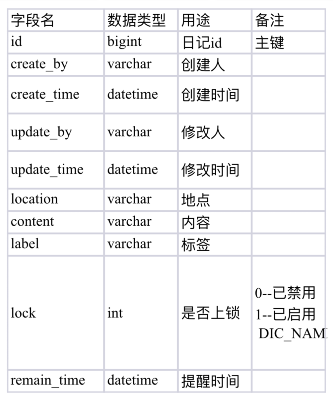 字段名 数据类型 用途 备注
id bigint 日记id 主键
create_by varchar 创建人
create_time datetime 创建时间
update_by varchar 修改人
update_time datetime 修改时间
location varchar 地点
content varchar 内容
label varchar 标签
lock int 是否上锁 0--已禁用
1--已启用
DIC_NAM
remain_time datetime 提醒时间